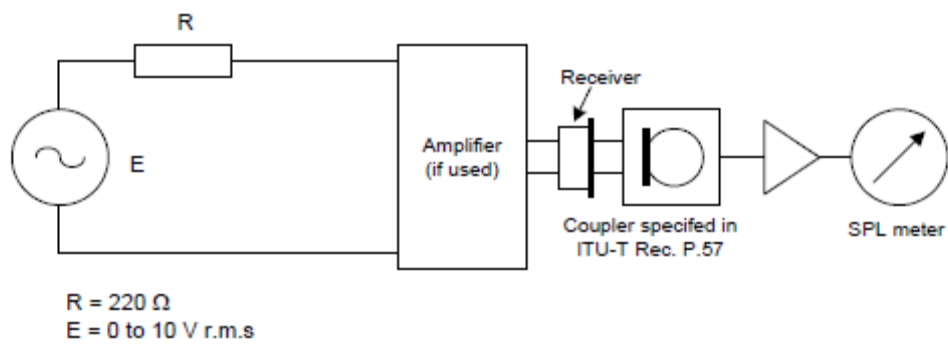 R
Receiver
E
Amplifier
(if used)
Coupler specifed in
ITU-T Rec. P.57
SPL meter
R = 220 Ω
E = 0 to 10 V r.m.s